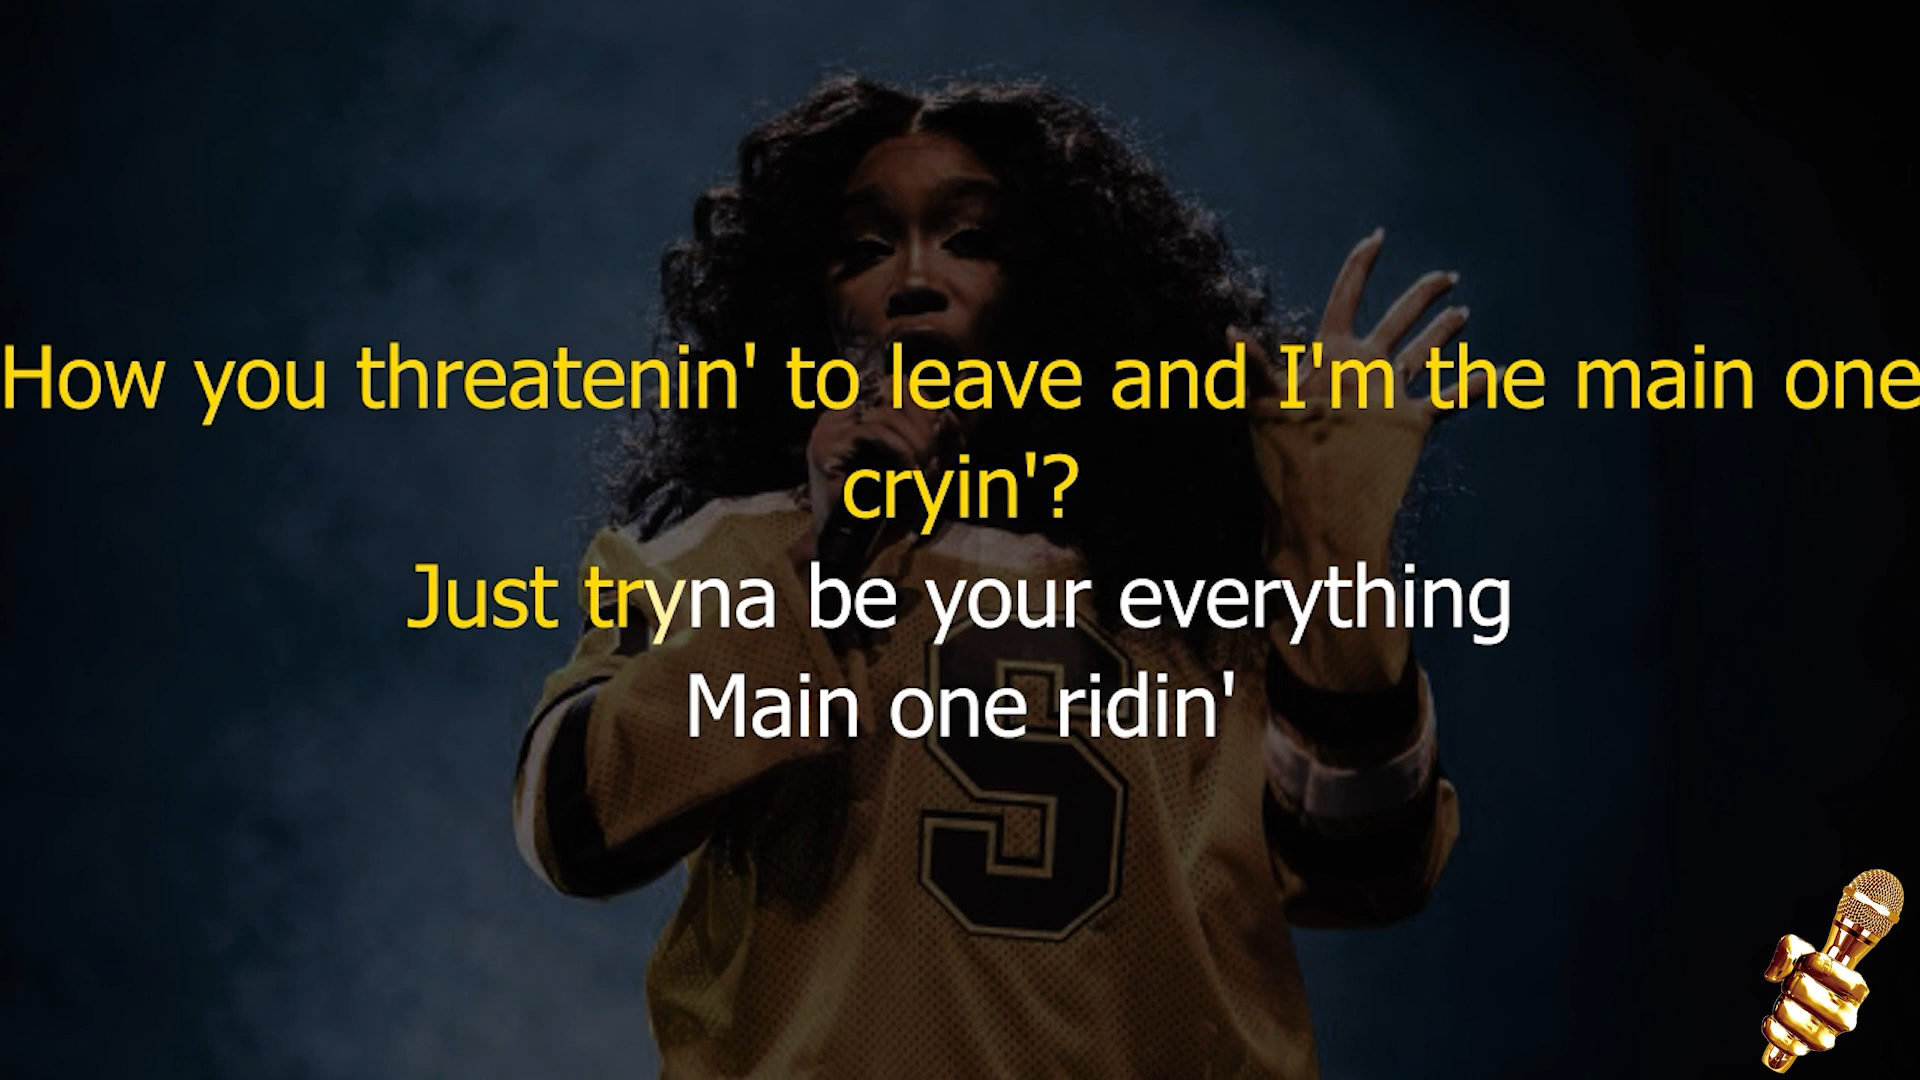 How you threatenin' to leave and I'm the main one
cryin'?
Just tryna be your everything
Main one ridin'
S